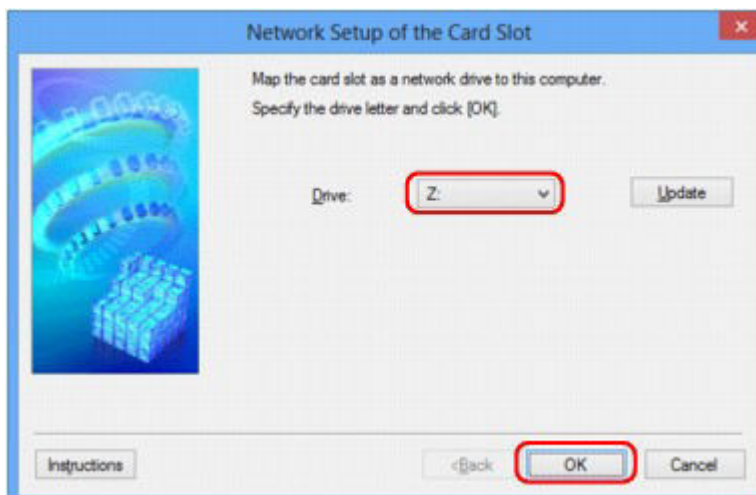 Network Setup of the Card Slot
Map the card slot as a network drive to this computer.
Specify the drive letter and click [OK].
Drive: Z: Update
Instructions <Back OK Cancel